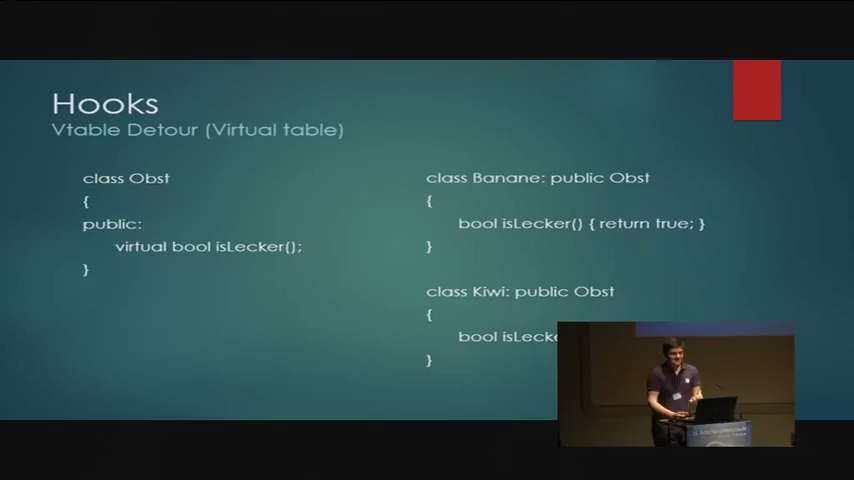 Hooks
Vtable Detour (Virtual table)
class Obst
{
public:
virtual bool isLecker();
}
class Banane: public Obst
{
bool isLecker() { return true; }
}
class Kiwi: public Obst
{
bool isLecke
}